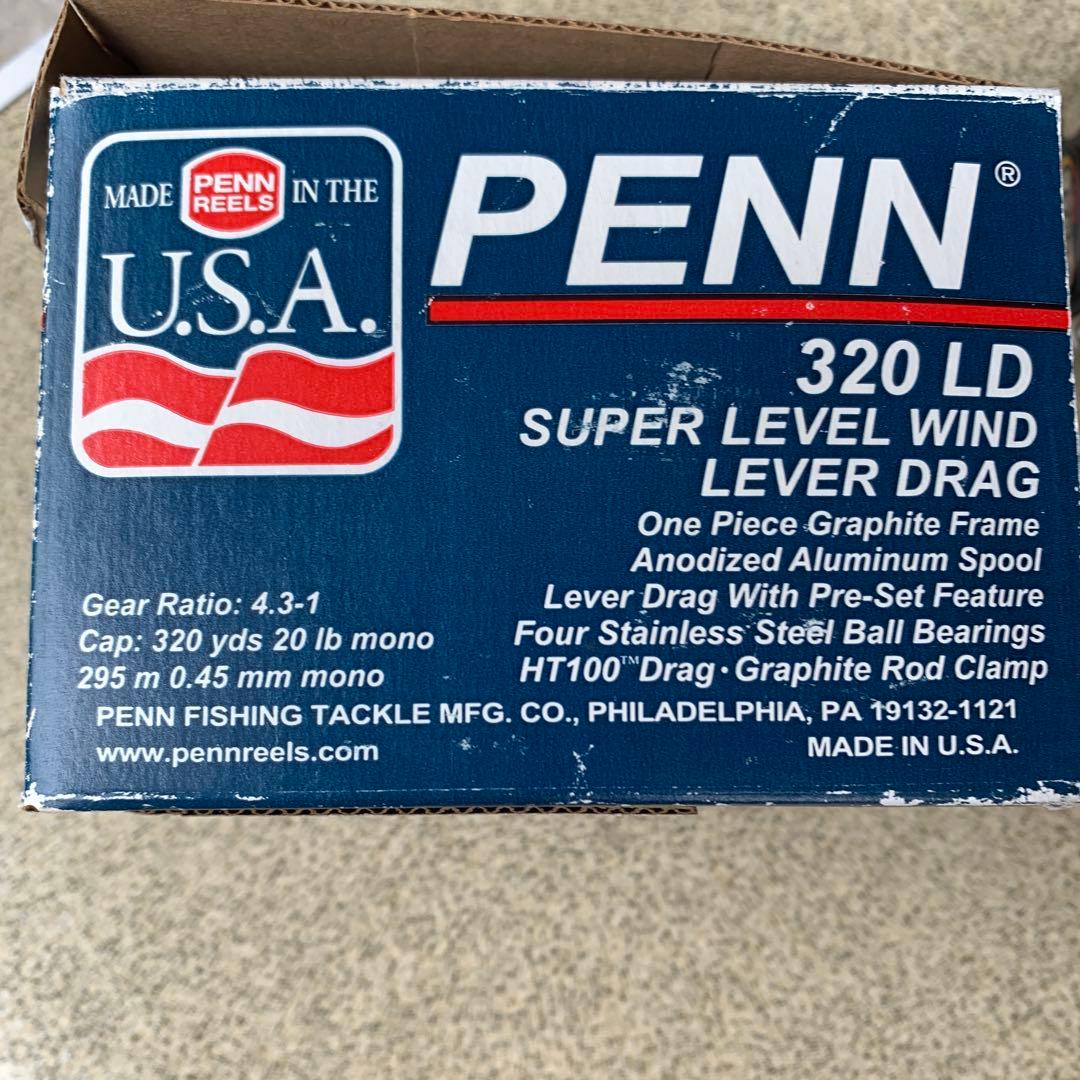 MADE PENN REELS IN THE
U.S.A.
PENN®
320 LD
SUPER LEVEL WIND
LEVER DRAG
One Piece Graphite Frame
Anodized Aluminum Spool
Lever Drag With Pre-Set Feature
Four Stainless Steel Ball Bearings
HT100™Drag·Graphite Rod Clamp
Gear Ratio: 4.3-1
Cap: 320 yds 20 lb mono
295 m 0.45 mm mono
PENN FISHING TACKLE MFG. CO., PHILADELPHIA, PA 19132-1121
www.pennreels.com
MADE IN U.S.A.